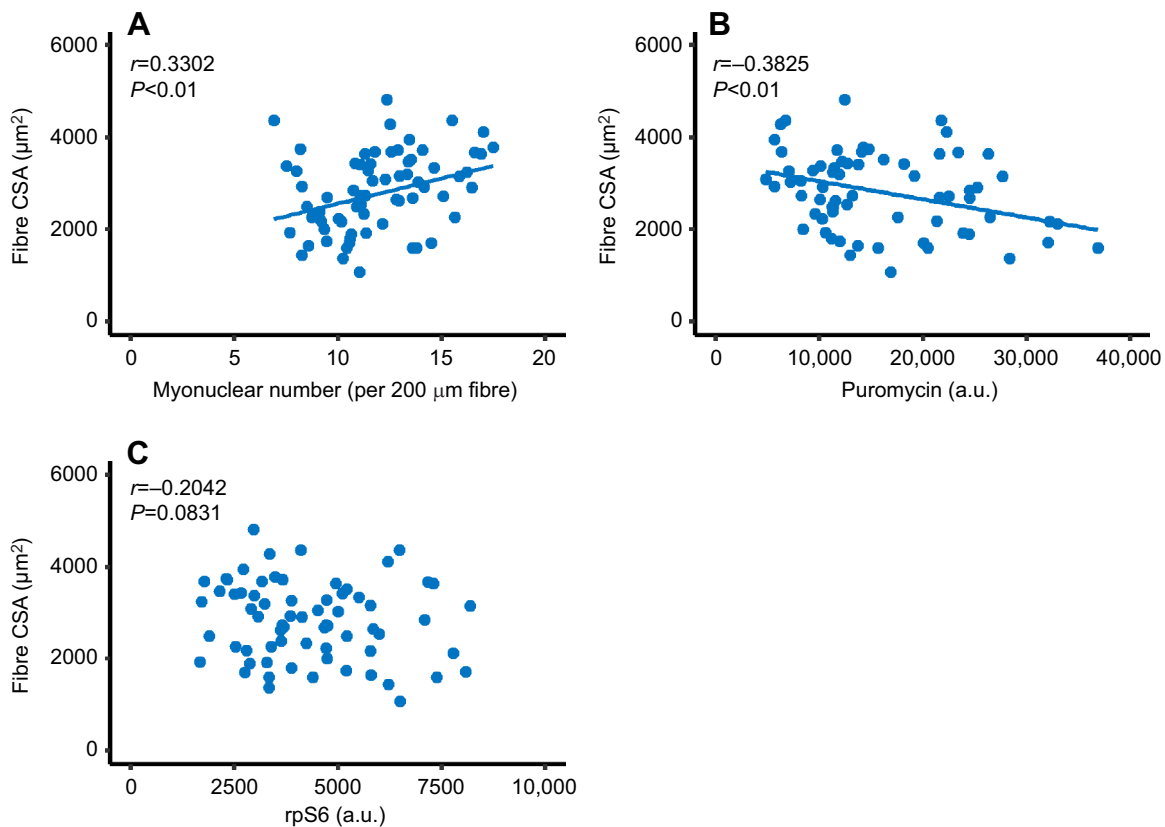 A
r=0.3302
P<0.01
Fibre CSA (µm²)
6000
4000
2000
0
0 5 10 15 20
Myonuclear number (per 200 µm fibre)
B
r=–0.3825
P<0.01
Fibre CSA (µm²)
6000
4000
2000
0
0 10,000 20,000 30,000 40,000
Puromycin (a.u.)
C
r=–0.2042
P=0.0831
Fibre CSA (µm²)
6000
4000
2000
0
0 2500 5000 7500 10,000
rpS6 (a.u.)